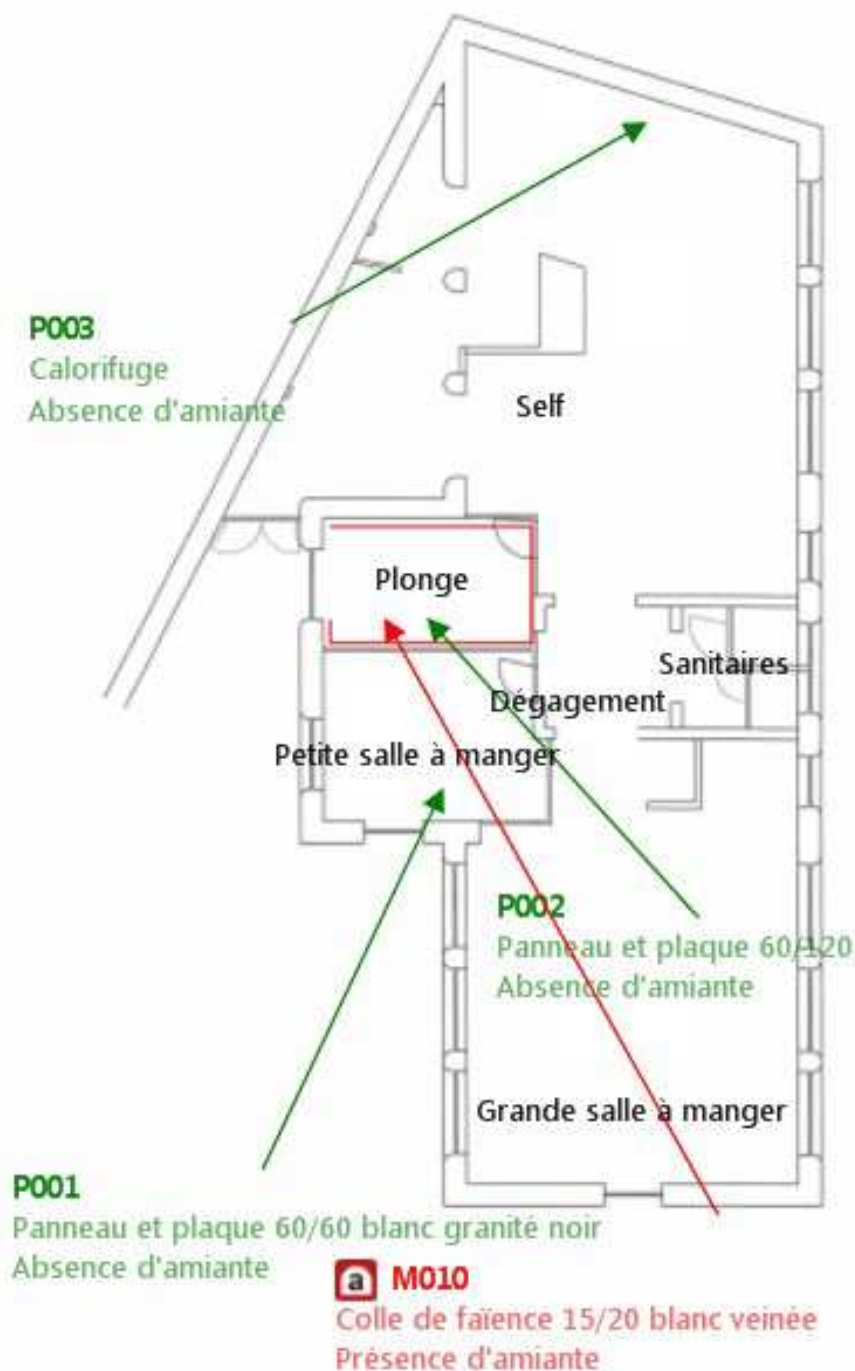 P003
Calorifuge
Absence d'amiante
Self
Plonge
Sanitaires
Dégagement
Petite salle à manger
P002
Panneau et plaque 60/120
Absence d'amiante
Grande salle à manger
P001
Panneau et plaque 60/60 blanc granité noir
Absence d'amiante
a M010
Colle de faïence 15/20 blanc veinée
Présence d'amiante